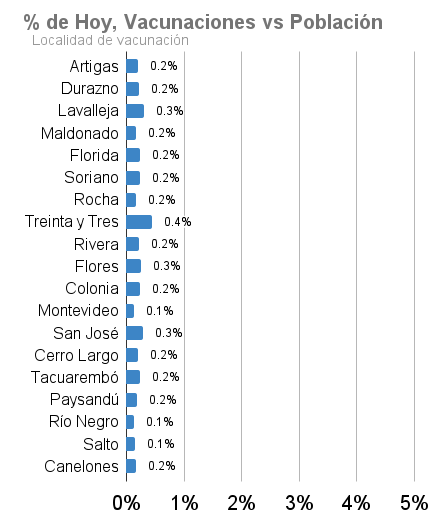 % de Hoy, Vacunaciones vs Población
Localidad de vacunación
Artigas 0.2%
Durazno 0.2%
Lavalleja 0.3%
Maldonado 0.2%
Florida 0.2%
Soriano 0.2%
Rocha 0.2%
Treinta y Tres 0.4%
Rivera 0.2%
Flores 0.3%
Colonia 0.2%
Montevideo 0.1%
San José 0.3%
Cerro Largo 0.2%
Tacuarembó 0.2%
Paysandú 0.2%
Río Negro 0.1%
Salto 0.1%
Canelones 0.2%
0% 1% 2% 3% 4% 5%